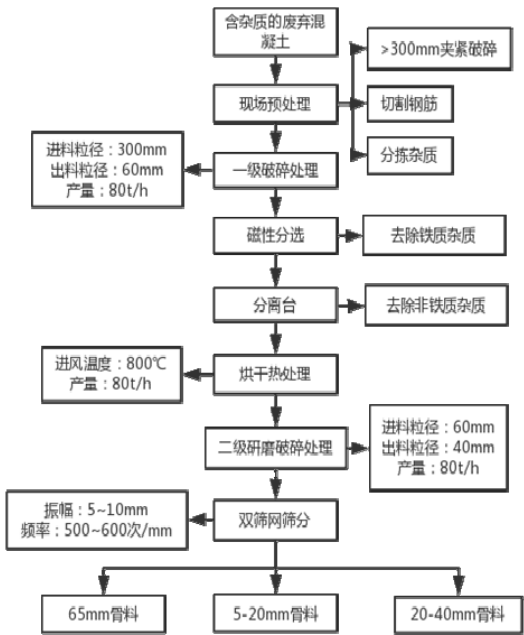 含杂质的废弃混
凝土
>300mm夹紧破碎
现场预处理
切割钢筋
分拣杂质
进料粒径：300mm
出料粒径：60mm
产量：80t/h
一级破碎处理
磁性分选
去除铁质杂质
分离台
去除非铁质杂质
进风温度：800℃
产量：80t/h
烘干热处理
二级研磨破碎处理
进料粒径：60mm
出料粒径：40mm
产量：80t/h
振幅：5~10mm
频率：500~600次/mm
双筛网筛分
65mm骨料
5-20mm骨料
20-40mm骨料